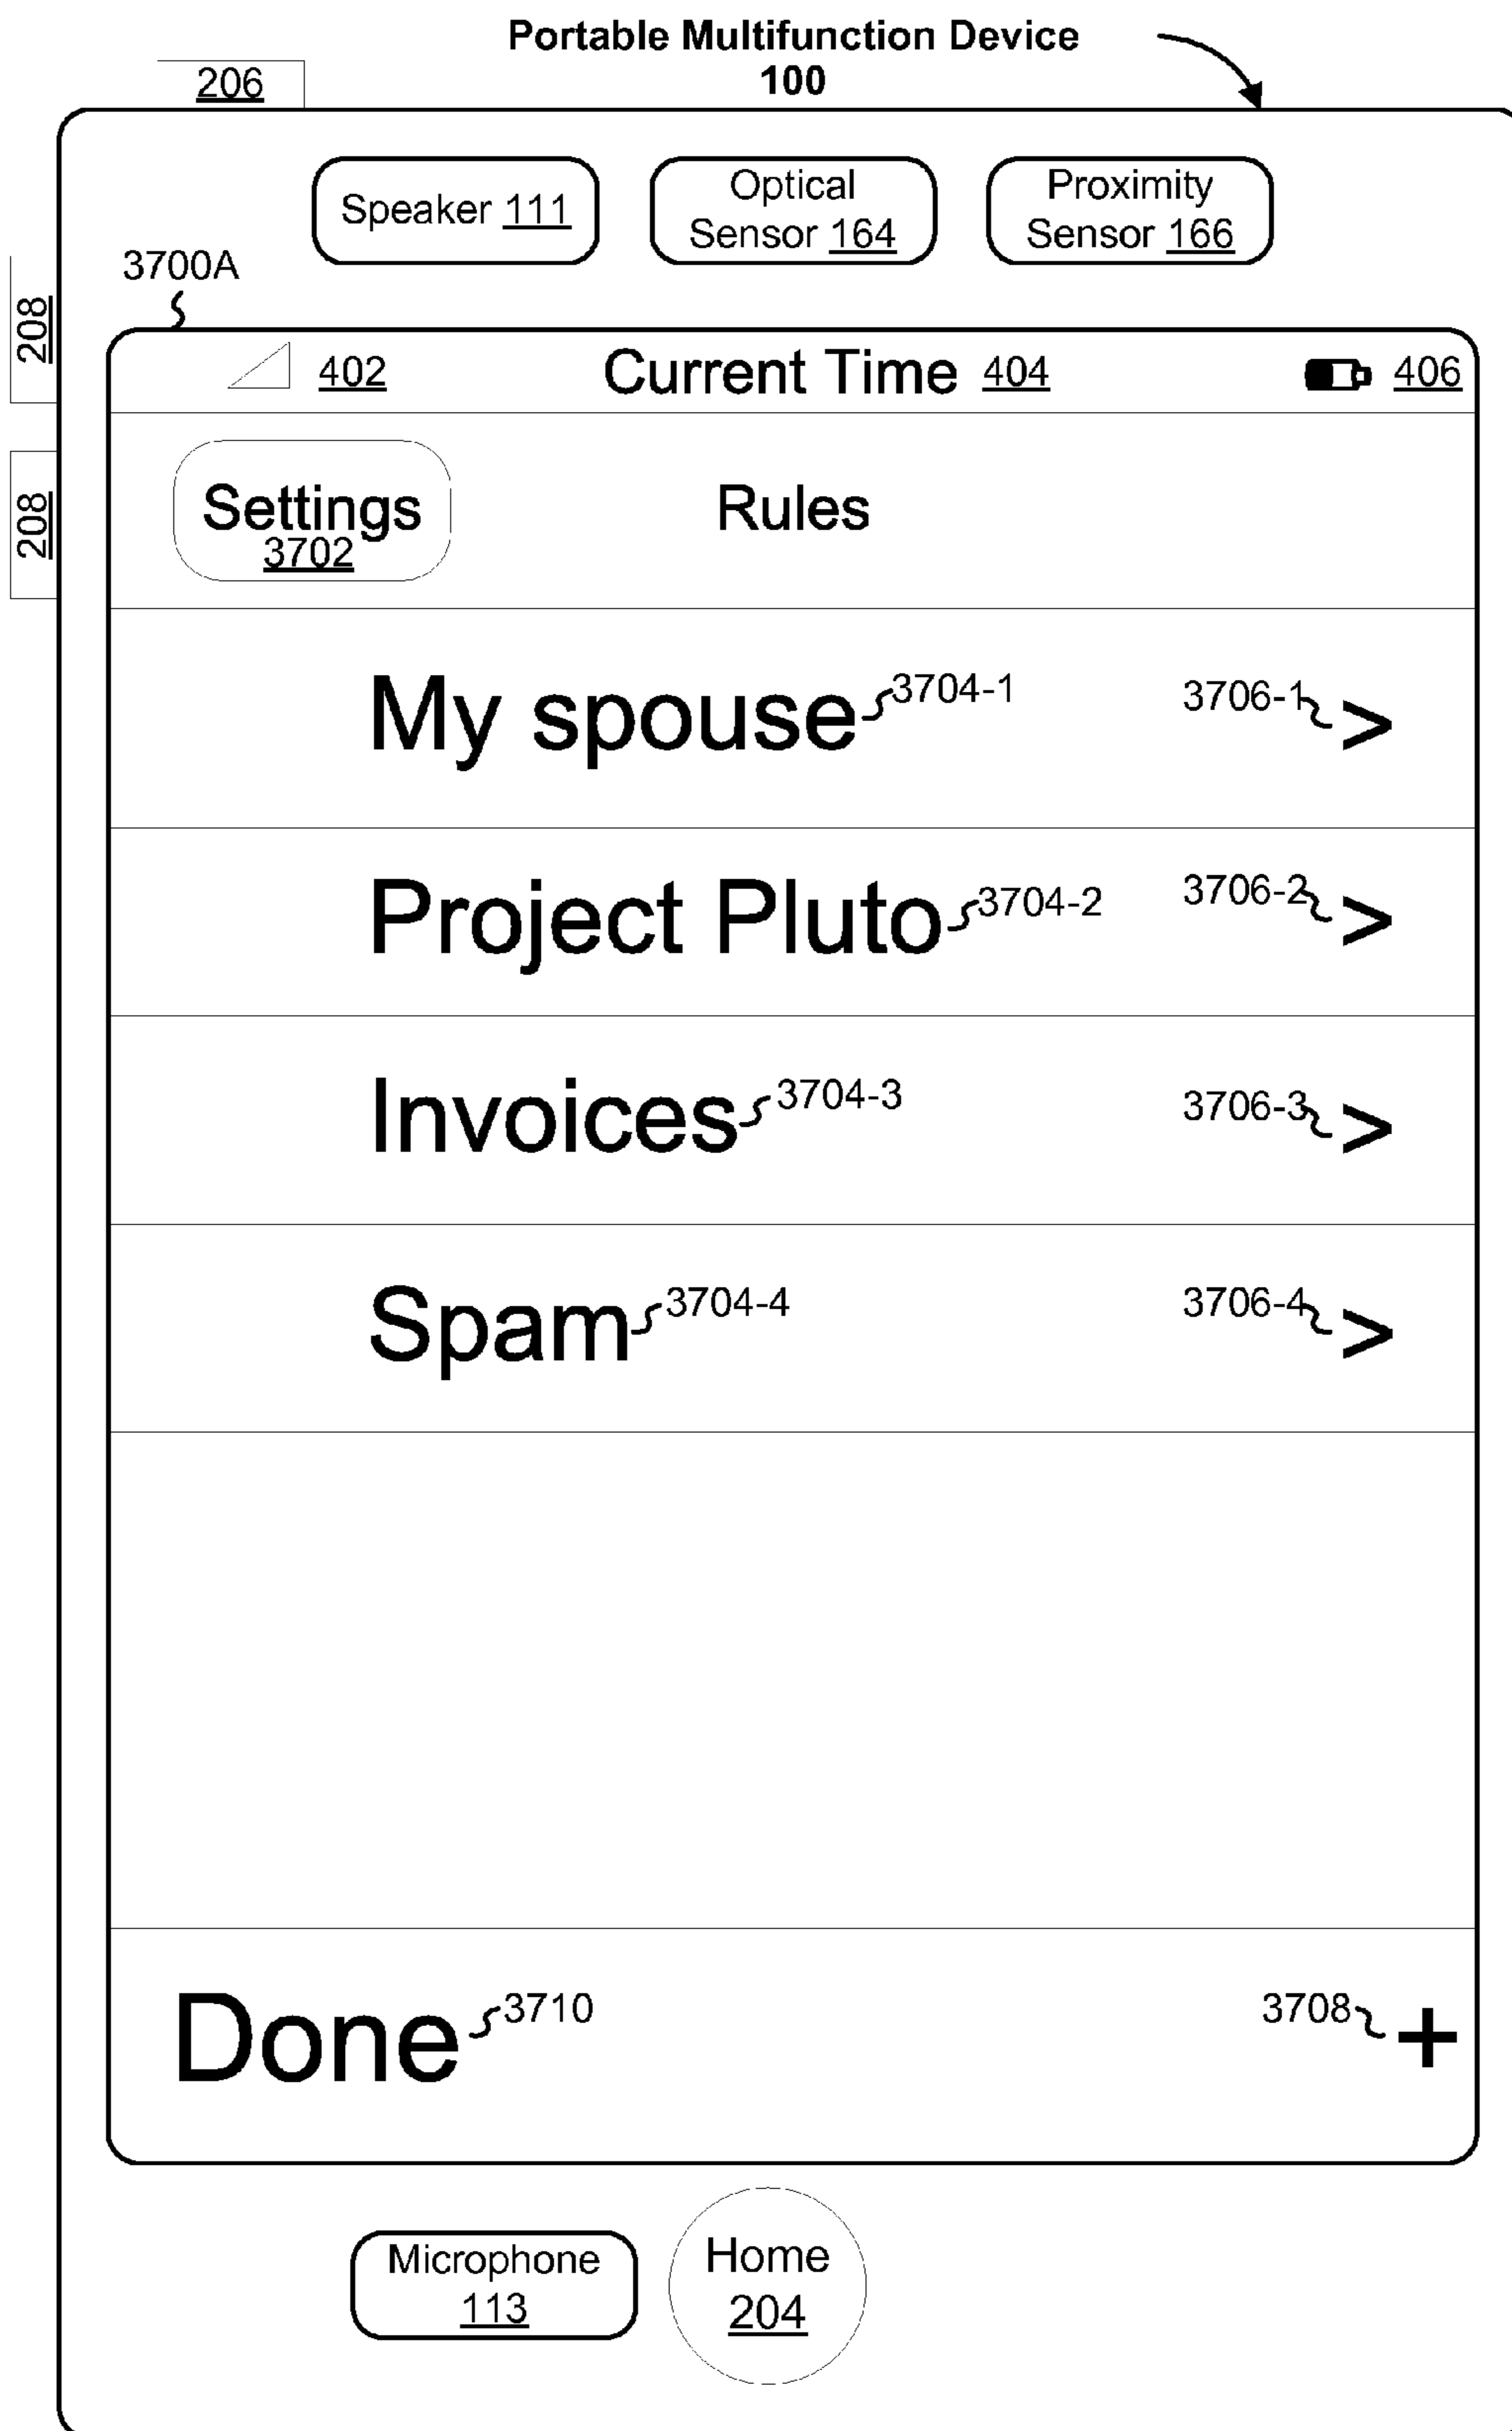 Portable Multifunction Device
100
206
Speaker 111
Optical
Sensor 164
Proximity
Sensor 166
3700A
208
402
Current Time 404
406
208
Settings
3702
Rules
My spouse 3704-1
3706-1 >
Project Pluto 3704-2
3706-2 >
Invoices 3704-3
3706-3 >
Spam 3704-4
3706-4 >
Done 3710
3708 +
Microphone
113
Home
204